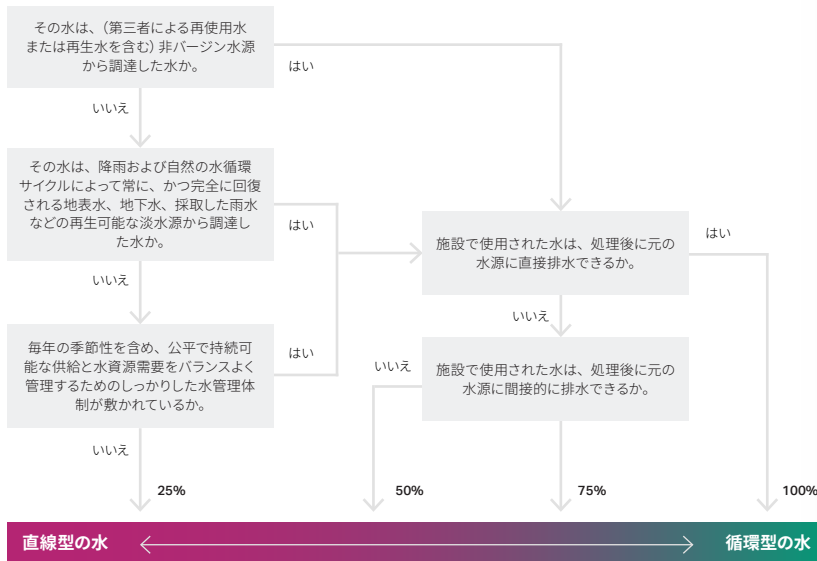 その水は、（第三者による再使用水
または再生水を含む）非バージン水源
から調達した水か。
はい
いいえ
その水は、降雨および自然の水循環
サイクルによって常に、かつ完全に回復
される地表水、地下水、採取した雨水
などの再生可能な淡水源から調達し
た水か。
はい
いいえ
施設で使用された水は、処理後に元の
水源に直接排水できるか。
はい
いいえ
毎年の季節性を含め、公平で持続可
能な供給と水資源需要をバランスよく
管理するためのしっかりした水管理体
制が敷かれているか。
はい
いいえ
施設で使用された水は、処理後に元の
水源に間接的に排水できるか。
いいえ
25%
50%
75%
100%
直線型の水
循環型の水